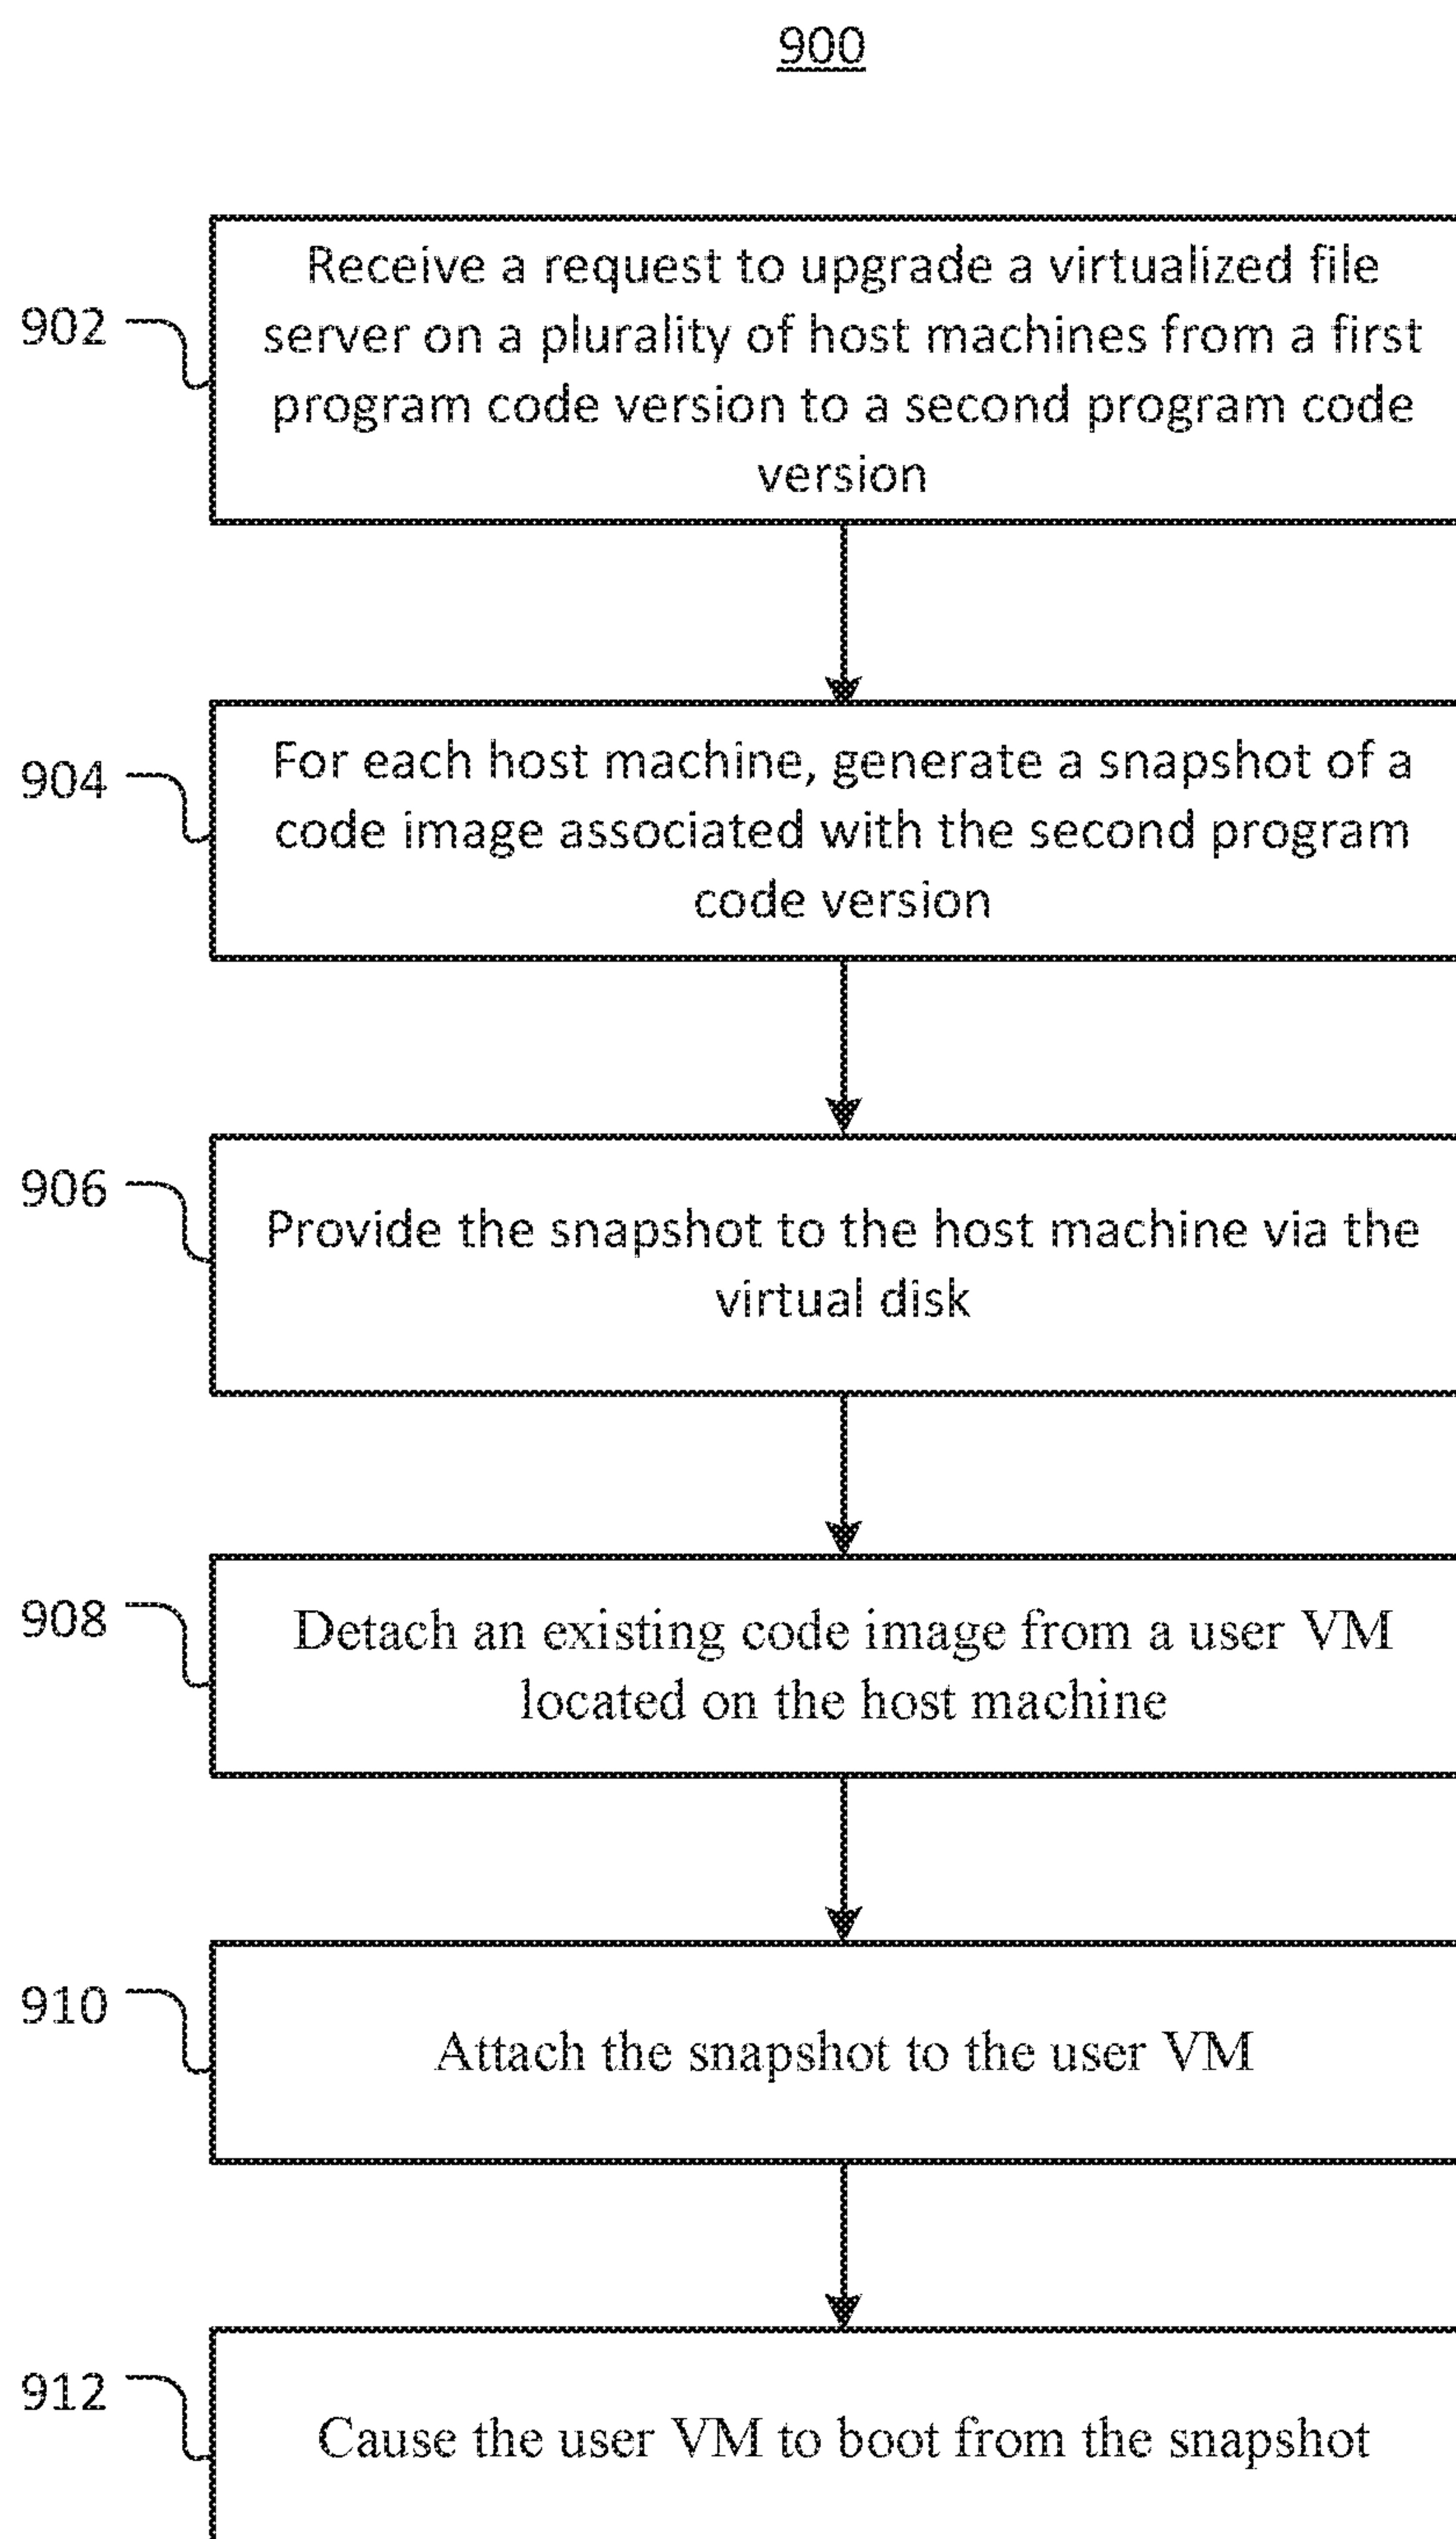 900
902
Receive a request to upgrade a virtualized file
server on a plurality of host machines from a first
program code version to a second program code
version
904
For each host machine, generate a snapshot of a
code image associated with the second program
code version
906
Provide the snapshot to the host machine via the
virtual disk
908
Detach an existing code image from a user VM
located on the host machine
910
Attach the snapshot to the user VM
912
Cause the user VM to boot from the snapshot